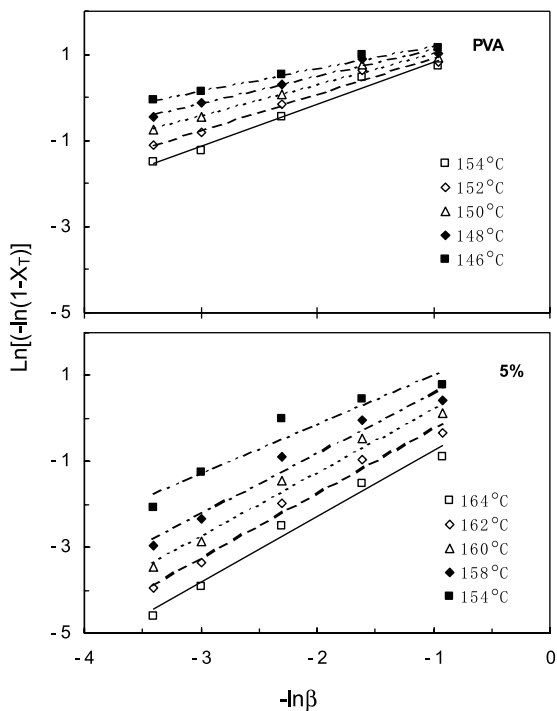 PVA
1
-1
-3
-5
154°C
152°C
150°C
148°C
146°C
Ln[(-ln(1-X_T)]
5%
1
-1
-3
-5
164°C
162°C
160°C
158°C
154°C
-4 -3 -2 -1 0
-lnβ